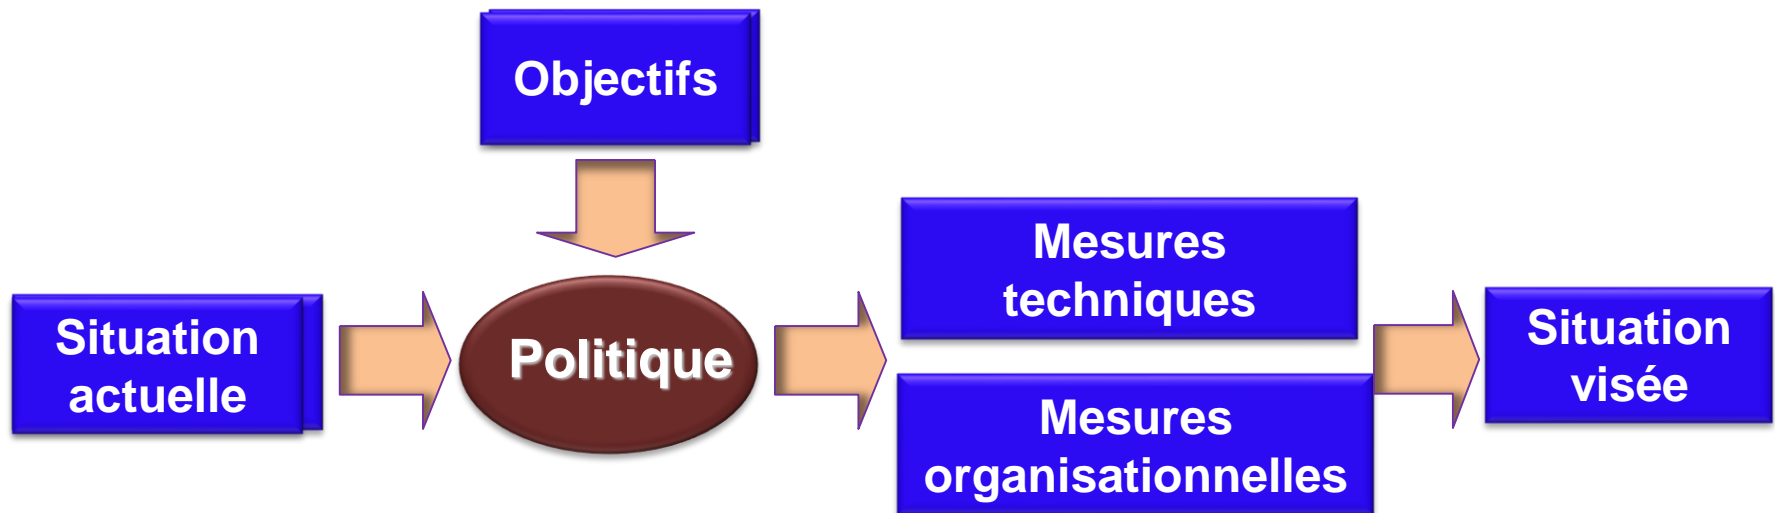 Objectifs
Situation
actuelle
Politique
Mesures
techniques
Mesures
organisationnelles
Situation
visée